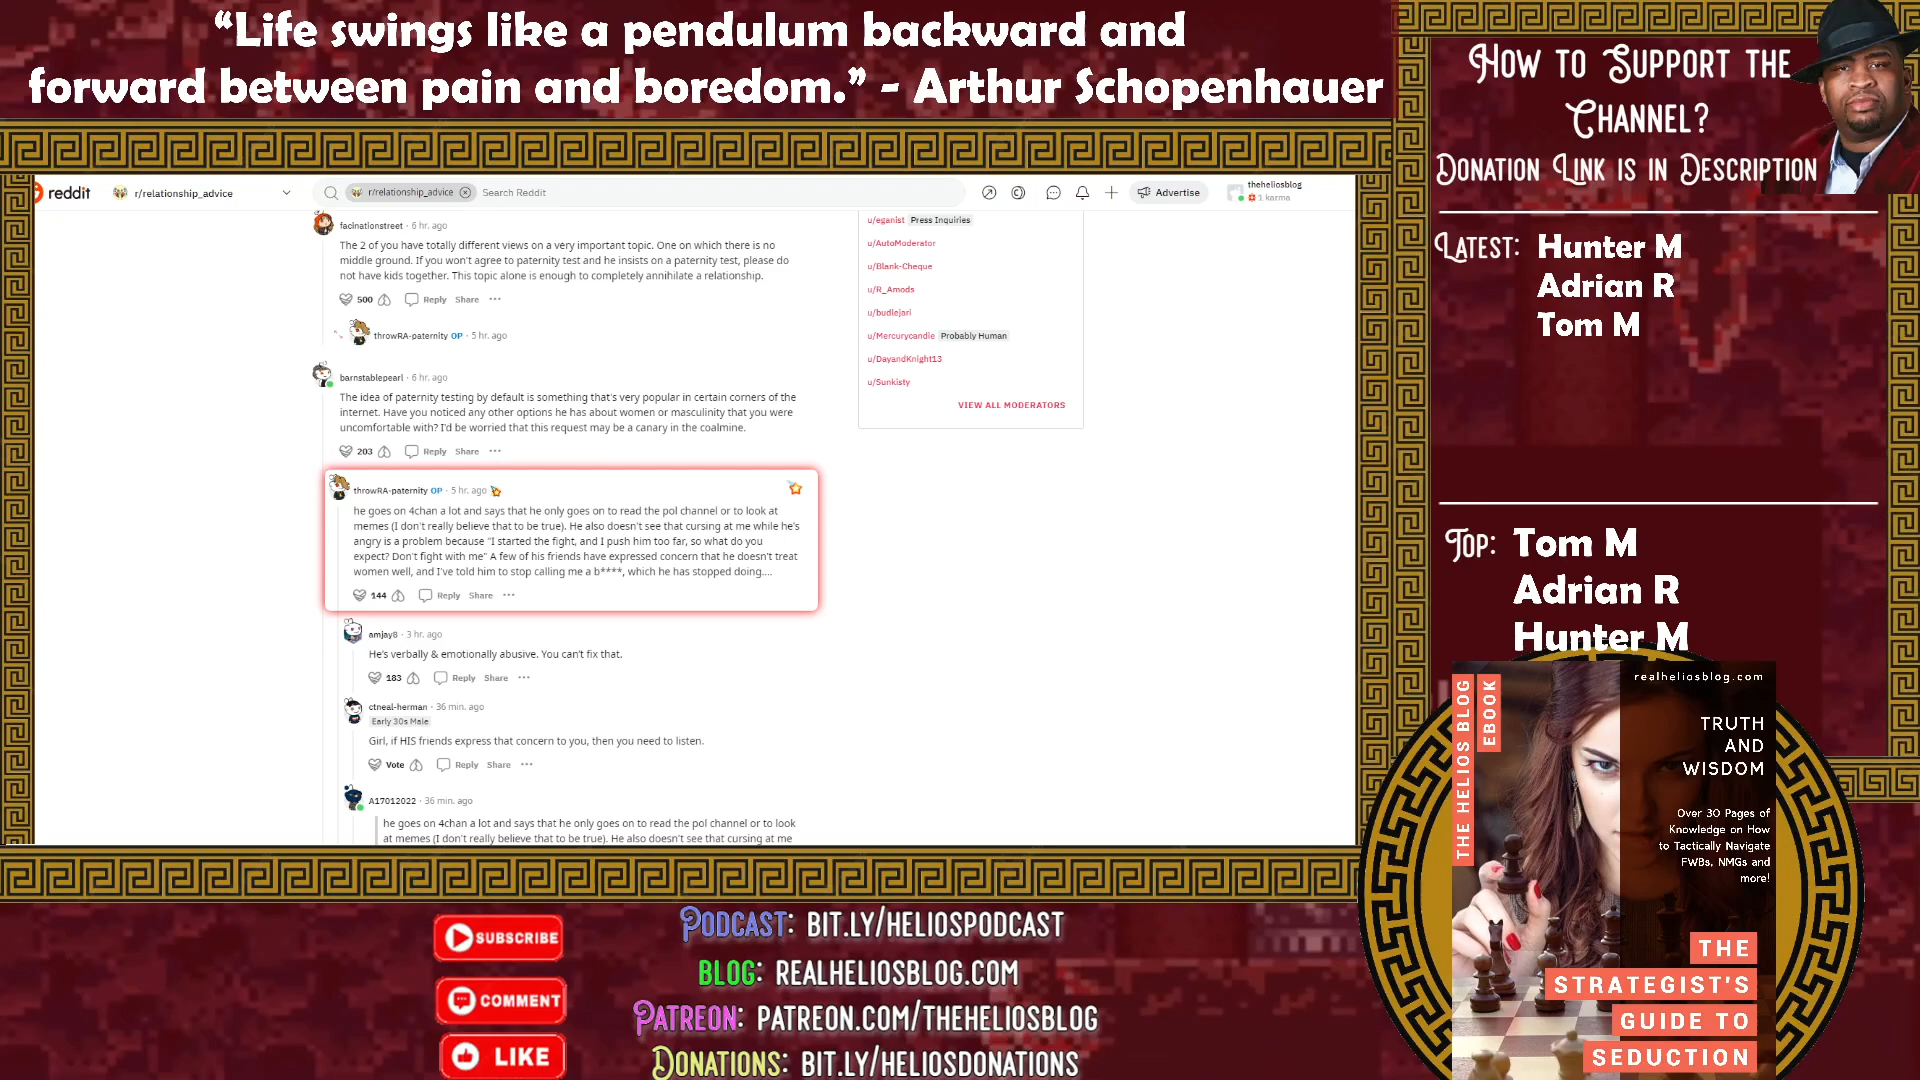 “Life swings like a pendulum backward and
forward between pain and boredom.” - Arthur Schopenhauer
How to Support the
Channel?
Donation Link is in Description
Latest: Hunter M
Adrian R
Tom M
Top: Tom M
Adrian R
Hunter M
reddit
r/relationship_advice
r/relationship_advice
Search Reddit
Advertise
theheliosblog
1 karma
facinationstreet · 6 hr. ago
The 2 of you have totally different views on a very important topic. One on which there is no
middle ground. If you won't agree to paternity test and he insists on a paternity test, please do
not have kids together. This topic alone is enough to completely annihilate a relationship.
500 Reply Share ···
throwRA-paternity OP · 5 hr. ago
barnstablepearl · 6 hr. ago
The idea of paternity testing by default is something that's very popular in certain corners of the
internet. Have you noticed any other options he has about women or masculinity that you were
uncomfortable with? I'd be worried that this request may be a canary in the coalmine.
203 Reply Share ···
throwRA-paternity OP · 5 hr. ago
he goes on 4chan a lot and says that he only goes on to read the pol channel or to look at
memes (I don't really believe that to be true). He also doesn't see that cursing at me while he's
angry is a problem because "I started the fight, and I push him too far, so what do you
expect? Don't fight with me" A few of his friends have expressed concern that he doesn't treat
women well, and I've told him to stop calling me a b****, which he has stopped doing....
144 Reply Share ···
amjay8 · 3 hr. ago
He's verbally & emotionally abusive. You can't fix that.
183 Reply Share ···
ctneal-herman · 36 min. ago
Early 30s Male
Girl, if HIS friends express that concern to you, then you need to listen.
Vote Reply Share ···
A17012022 · 36 min. ago
he goes on 4chan a lot and says that he only goes on to read the pol channel or to look
at memes (I don't really believe that to be true). He also doesn't see that cursing at me
u/eganist Press Inquiries
u/AutoModerator
u/Blank-Cheque
u/R_Amods
u/budlejari
u/Mercurycandie Probably Human
u/DayandKnight13
u/Sunkisty
VIEW ALL MODERATORS
SUBSCRIBE
COMMENT
LIKE
Podcast: bit.ly/heliospodcast
Blog: realheliosblog.com
Patreon: patreon.com/theheliosblog
Donations: bit.ly/heliosdonations
THE HELIOS BLOG
EBOOK
realheliosblog.com
TRUTH
AND
WISDOM
Over 30 Pages of
Knowledge on How
to Tactically Navigate
FWBs, NMGs and
more!
THE
STRATEGIST'S
GUIDE TO
SEDUCTION